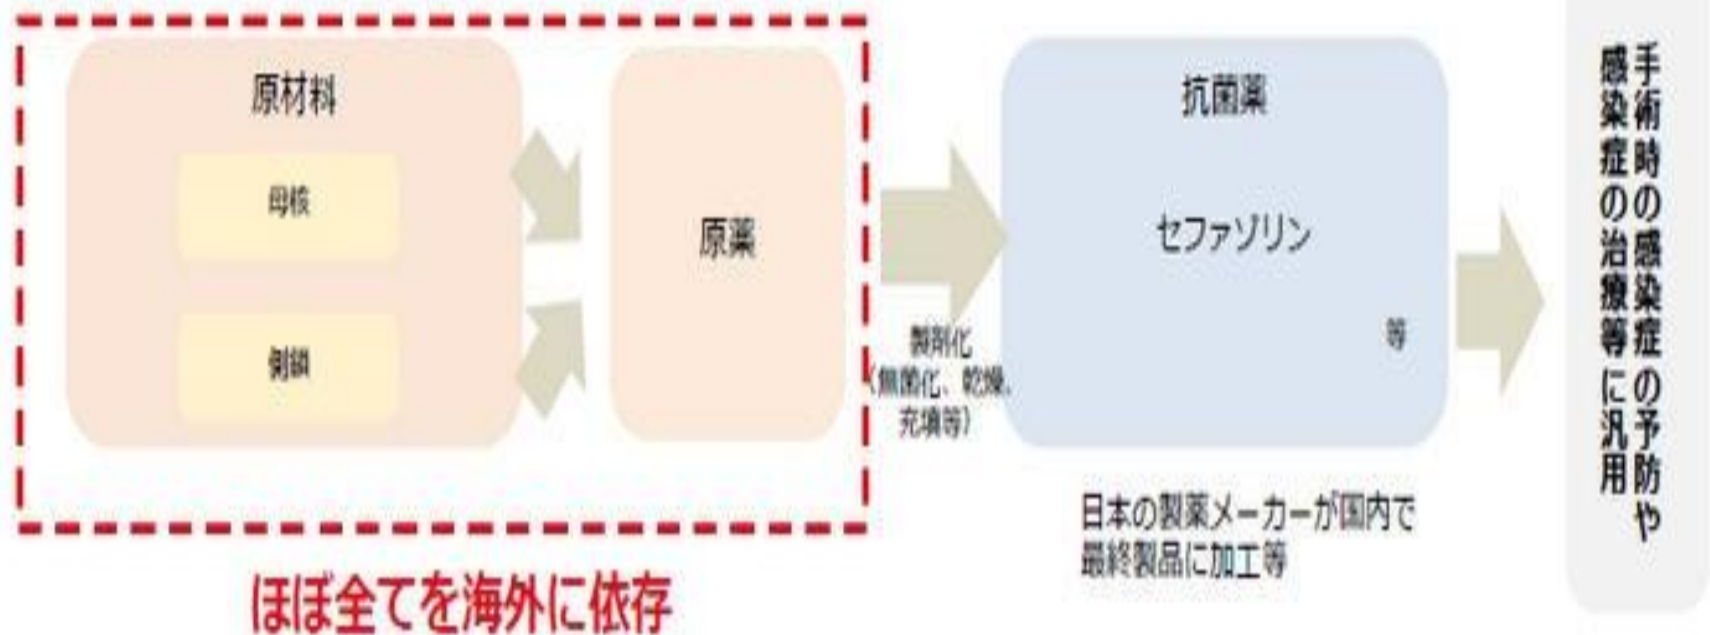 原材料
母核
側鎖
原薬
ほぼ全てを海外に依存
製剤化
（無菌化、乾燥、
充填等）
抗菌薬
セファゾリン
等
日本の製薬メーカーが国内で
最終製品に加工等
手術時の感染症の予防や
感染症の治療等に汎用